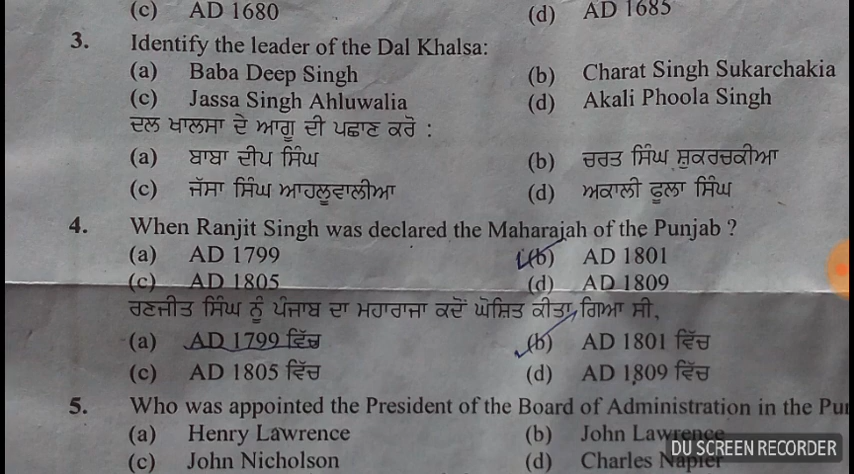 (c) AD 1680 (d) AD 1685
3. Identify the leader of the Dal Khalsa:
(a) Baba Deep Singh (b) Charat Singh Sukarchakia
(c) Jassa Singh Ahluwalia (d) Akali Phoola Singh
ਦਲ ਖਾਲਸਾ ਦੇ ਆਗੂ ਦੀ ਪਛਾਣ ਕਰੋ :
(a) ਬਾਬਾ ਦੀਪ ਸਿੰਘ (b) ਚਰਤ ਸਿੰਘ ਸ਼ੁਕਰਚਕੀਆ
(c) ਜੱਸਾ ਸਿੰਘ ਆਹਲੂਵਾਲੀਆ (d) ਅਕਾਲੀ ਫੂਲਾ ਸਿੰਘ
4. When Ranjit Singh was declared the Maharajah of the Punjab ?
(a) AD 1799 (b) AD 1801
(c) AD 1805 (d) AD 1809
ਰਣਜੀਤ ਸਿੰਘ ਨੂੰ ਪੰਜਾਬ ਦਾ ਮਹਾਰਾਜਾ ਕਦੋਂ ਘੋਸ਼ਿਤ ਕੀਤਾ ਗਿਆ ਸੀ,
(a) AD 1799 ਵਿੱਚ (b) AD 1801 ਵਿੱਚ
(c) AD 1805 ਵਿੱਚ (d) AD 1809 ਵਿੱਚ
5. Who was appointed the President of the Board of Administration in the
(a) Henry Lawrence (b) John Lawrence
(c) John Nicholson (d) Charles Napier
DU SCREEN RECORDER